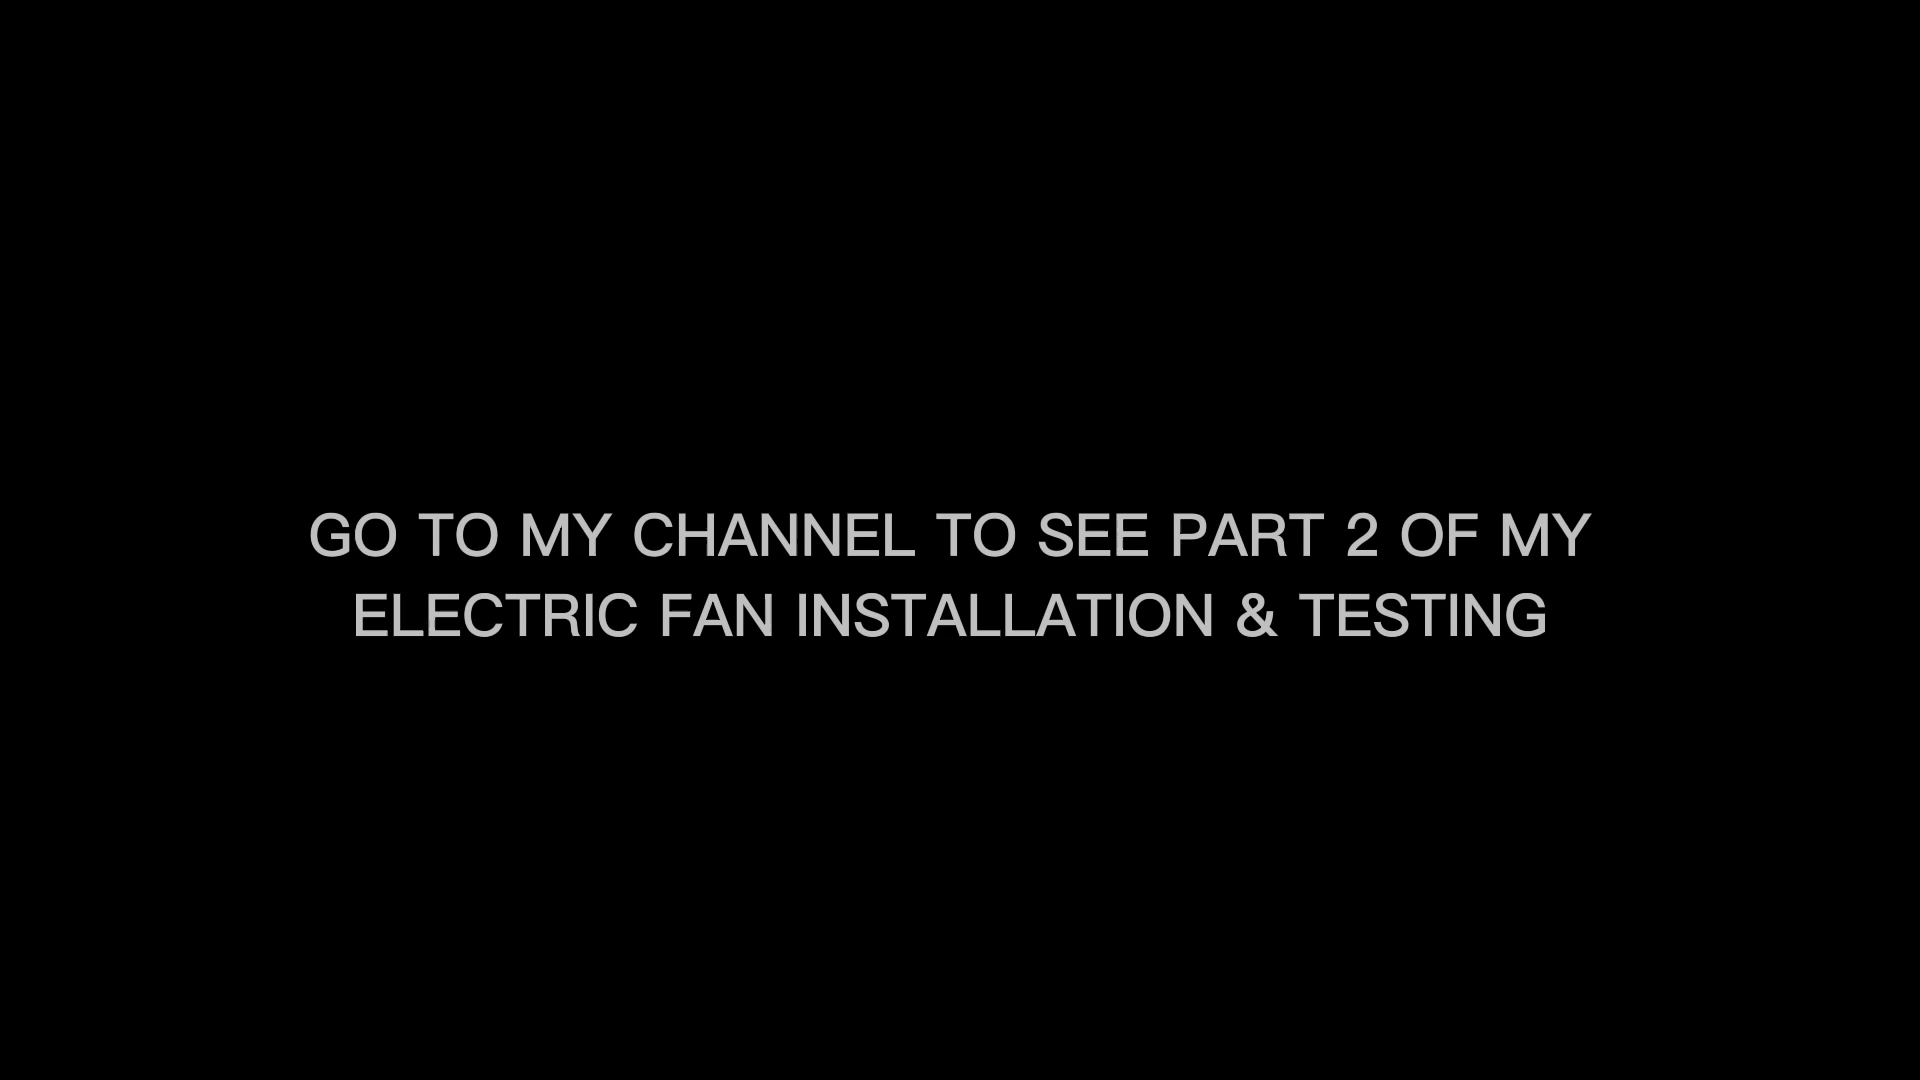 GO TO MY CHANNEL TO SEE PART 2 OF MY
ELECTRIC FAN INSTALLATION & TESTING